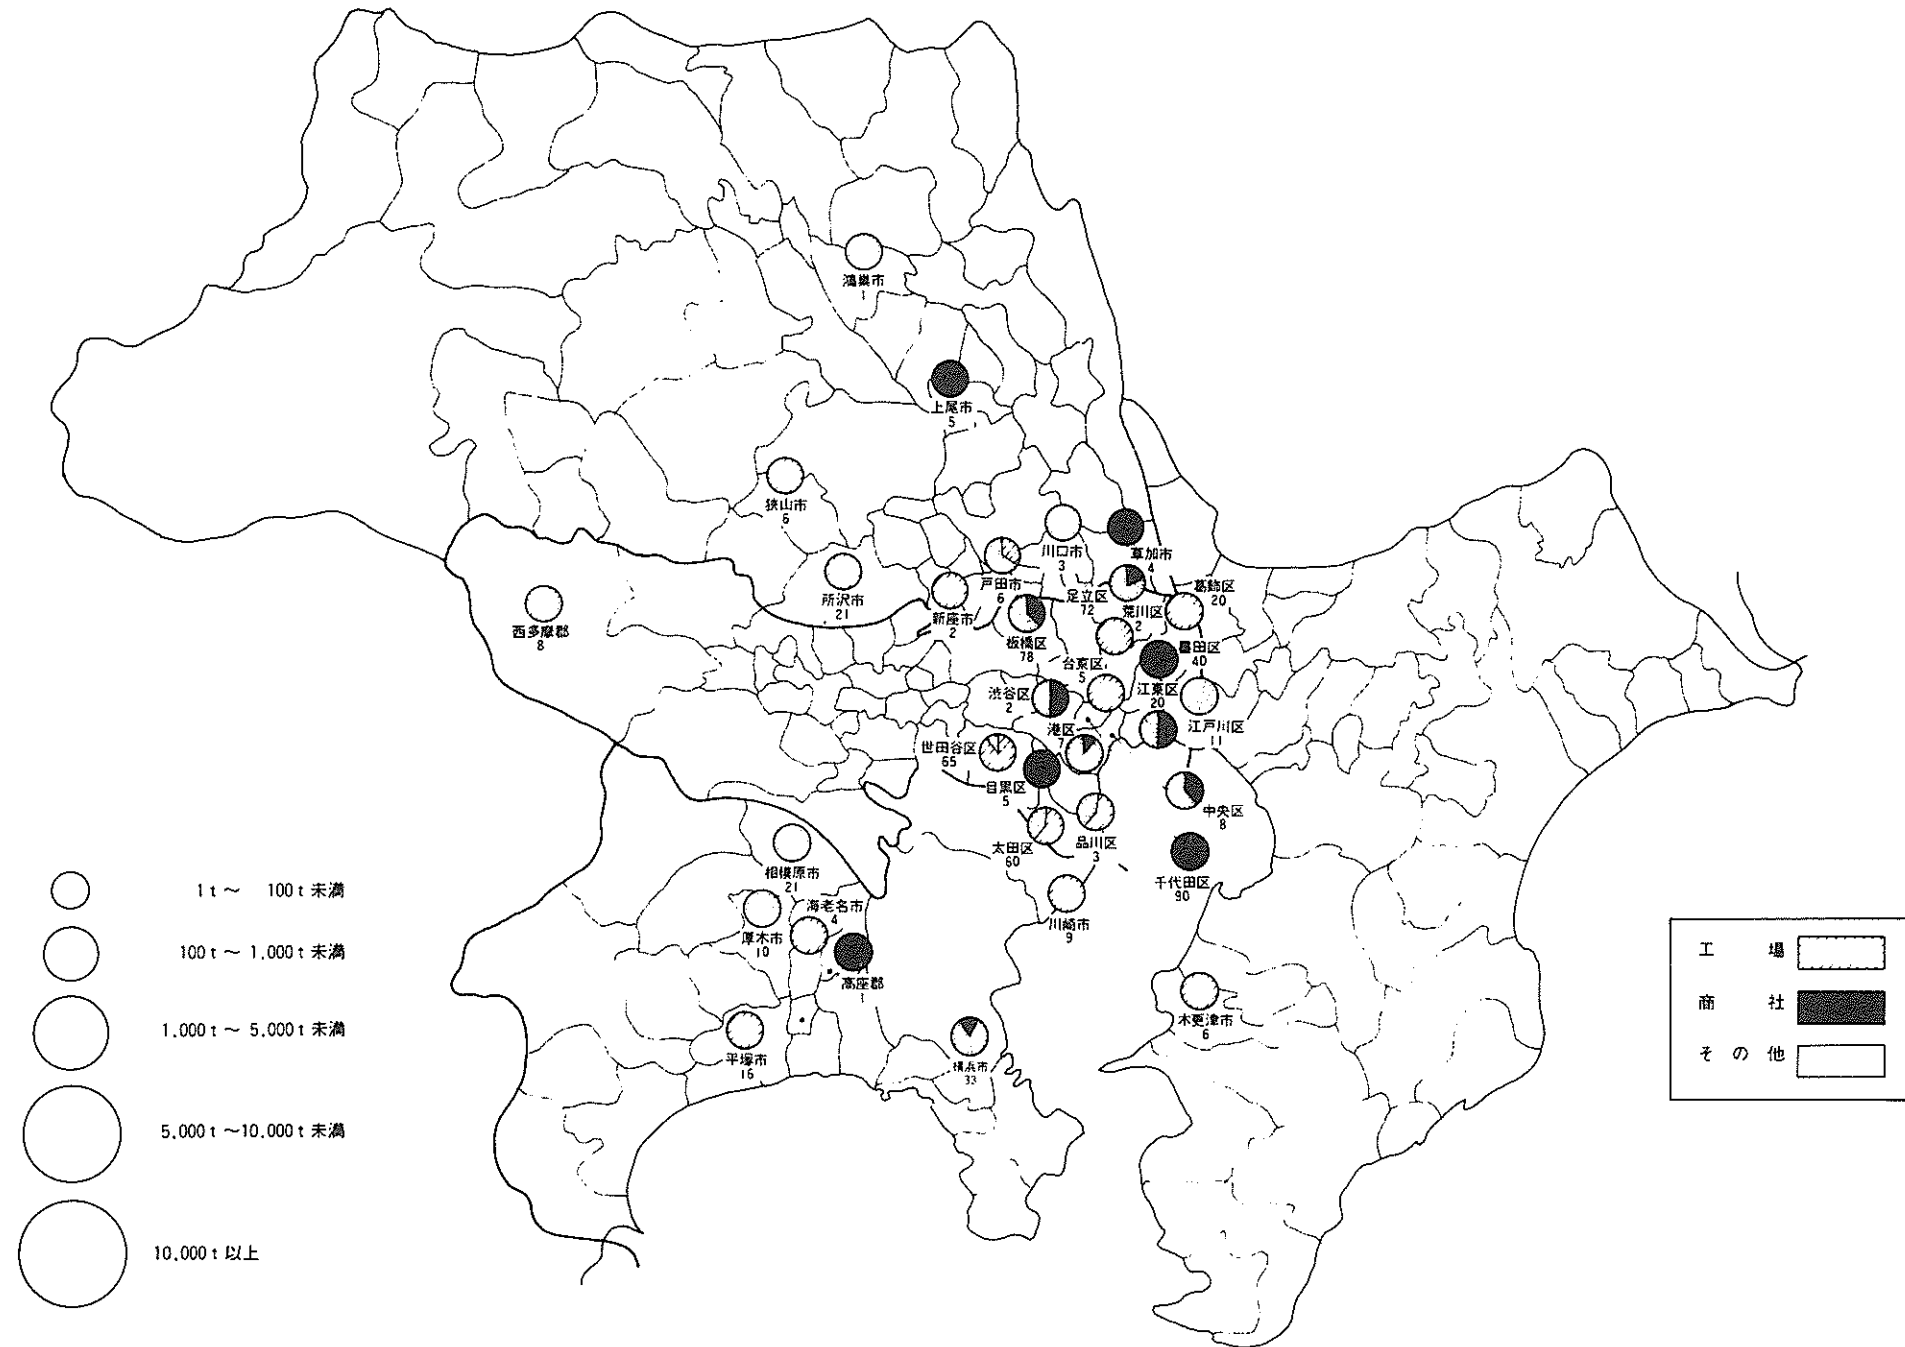 鴻巣市
1
上尾市
5
狭山市
6
川口市
3
草加市
4
所沢市
21
新座市
2
戸田市
6
足立区
72
荒川区
2
葛飾区
20
西多摩郡
8
板橋区
78
台東区
5
墨田区
40
渋谷区
2
江東区
20
江戸川区
11
港区
7
世田谷区
65
目黒区
5
中央区
8
太田区
60
品川区
3
千代田区
90
相模原市
21
海老名市
4
厚木市
10
高座郡
1
川崎市
9
木更津市
6
平塚市
16
横浜市
33
1t～ 100t未満
100t～1,000t未満
1,000t～5,000t未満
5,000t～10,000t未満
10,000t以上
工場
商社
その他